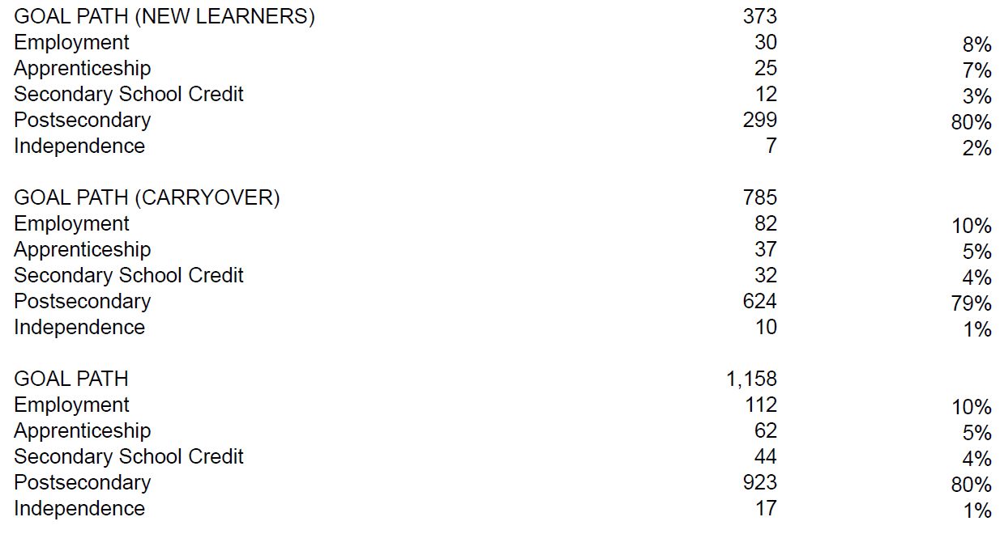 GOAL PATH (NEW LEARNERS) 373
Employment 30 8%
Apprenticeship 25 7%
Secondary School Credit 12 3%
Postsecondary 299 80%
Independence 7 2%
GOAL PATH (CARRYOVER) 785
Employment 82 10%
Apprenticeship 37 5%
Secondary School Credit 32 4%
Postsecondary 624 79%
Independence 10 1%
GOAL PATH 1,158
Employment 112 10%
Apprenticeship 62 5%
Secondary School Credit 44 4%
Postsecondary 923 80%
Independence 17 1%